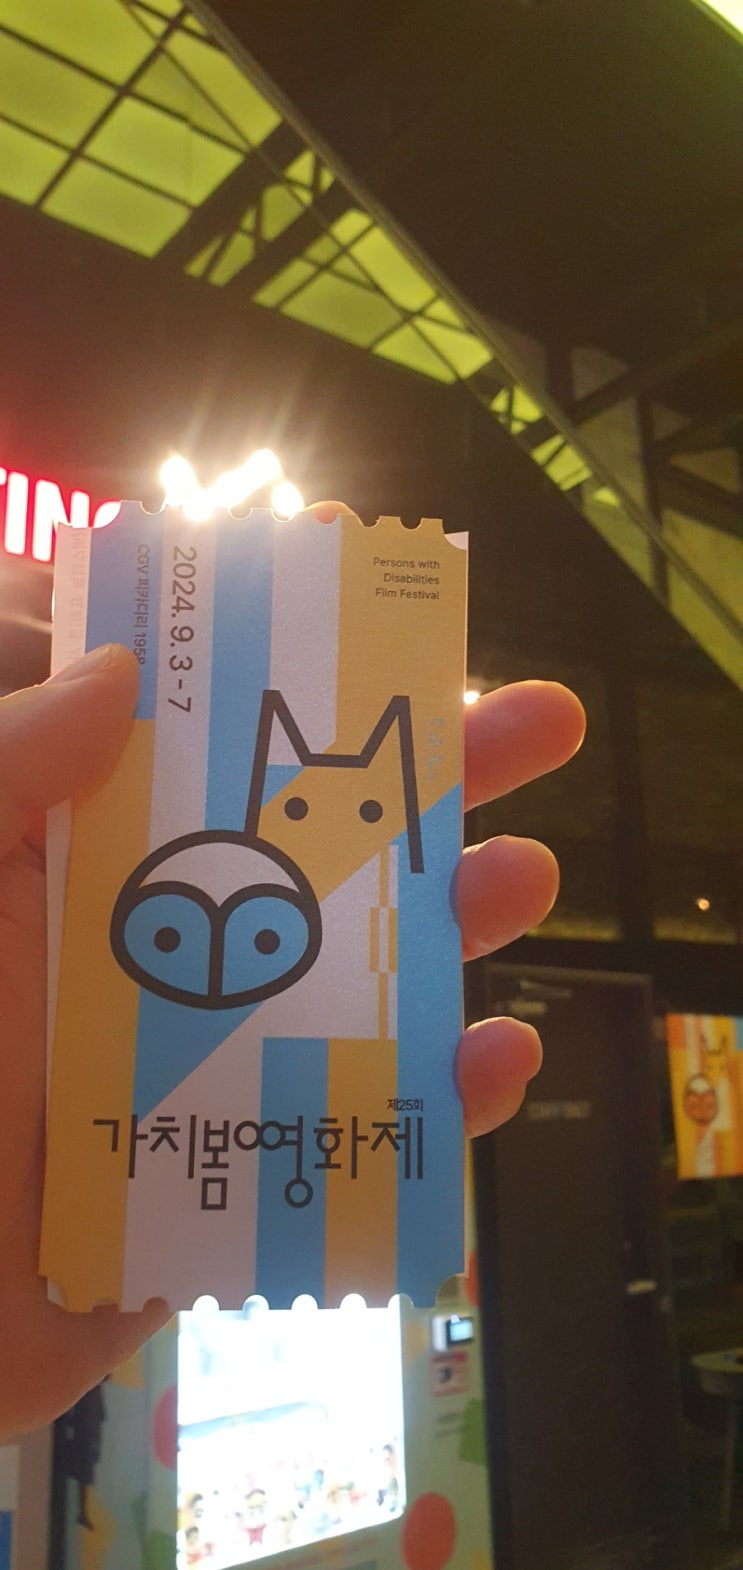 CGV 피카디리 1958
2024. 9. 3 - 7
Persons with
Disabilities
Film Festival
제25회
가치봄영화제